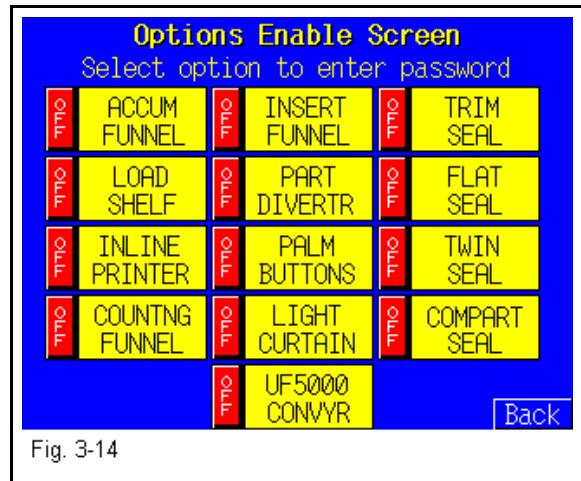 Options Enable Screen
Select option to enter password
OFF ACCUM FUNNEL OFF INSERT FUNNEL OFF TRIM SEAL
OFF LOAD SHELF OFF PART DIVERTR OFF FLAT SEAL
OFF INLINE PRINTER OFF PALM BUTTONS OFF TWIN SEAL
OFF COUNTNG FUNNEL OFF LIGHT CURTAIN OFF COMPART SEAL
OFF UF5000 CONVYR
Back
Fig. 3-14